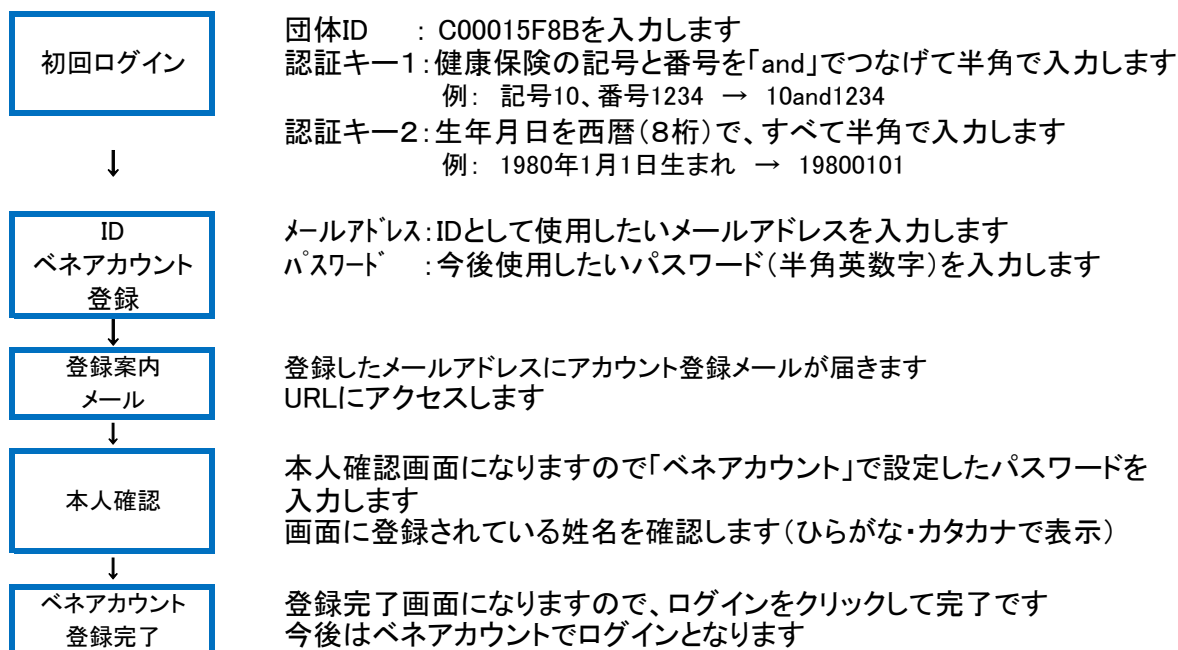 初回ログイン
団体ID : C00015F8Bを入力します
認証キー1:健康保険の記号と番号を「and」でつなげて半角で入力します
例: 記号10、番号1234 → 10and1234
認証キー2:生年月日を西暦(8桁)で、すべて半角で入力します
例: 1980年1月1日生まれ → 19800101
↓
ID
ベネアカウント
登録
メールアドレス:IDとして使用したいメールアドレスを入力します
パスワード :今後使用したいパスワード(半角英数字)を入力します
↓
登録案内
メール
登録したメールアドレスにアカウント登録メールが届きます
URLにアクセスします
↓
本人確認
本人確認画面になりますので「ベネアカウント」で設定したパスワードを
入力します
画面に登録されている姓名を確認します(ひらがな・カタカナで表示)
↓
ベネアカウント
登録完了
登録完了画面になりますので、ログインをクリックして完了です
今後はベネアカウントでログインとなります